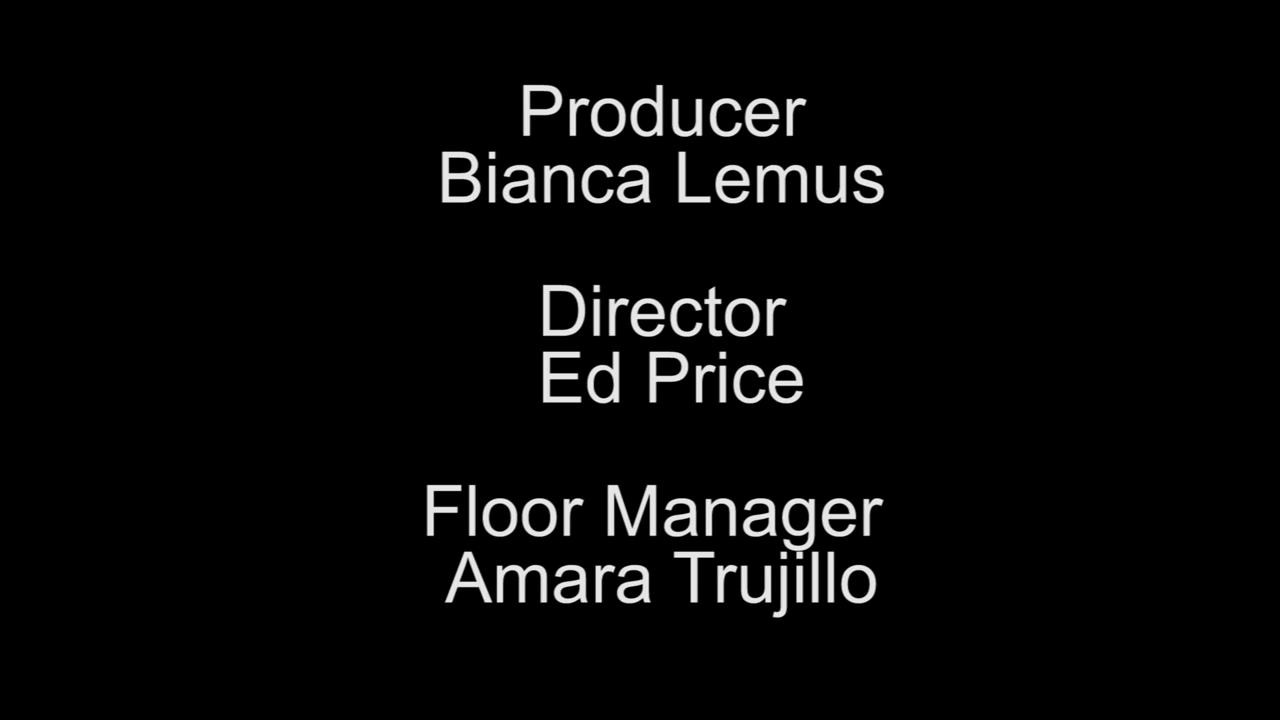 Producer
Bianca Lemus
Director
Ed Price
Floor Manager
Amara Trujillo